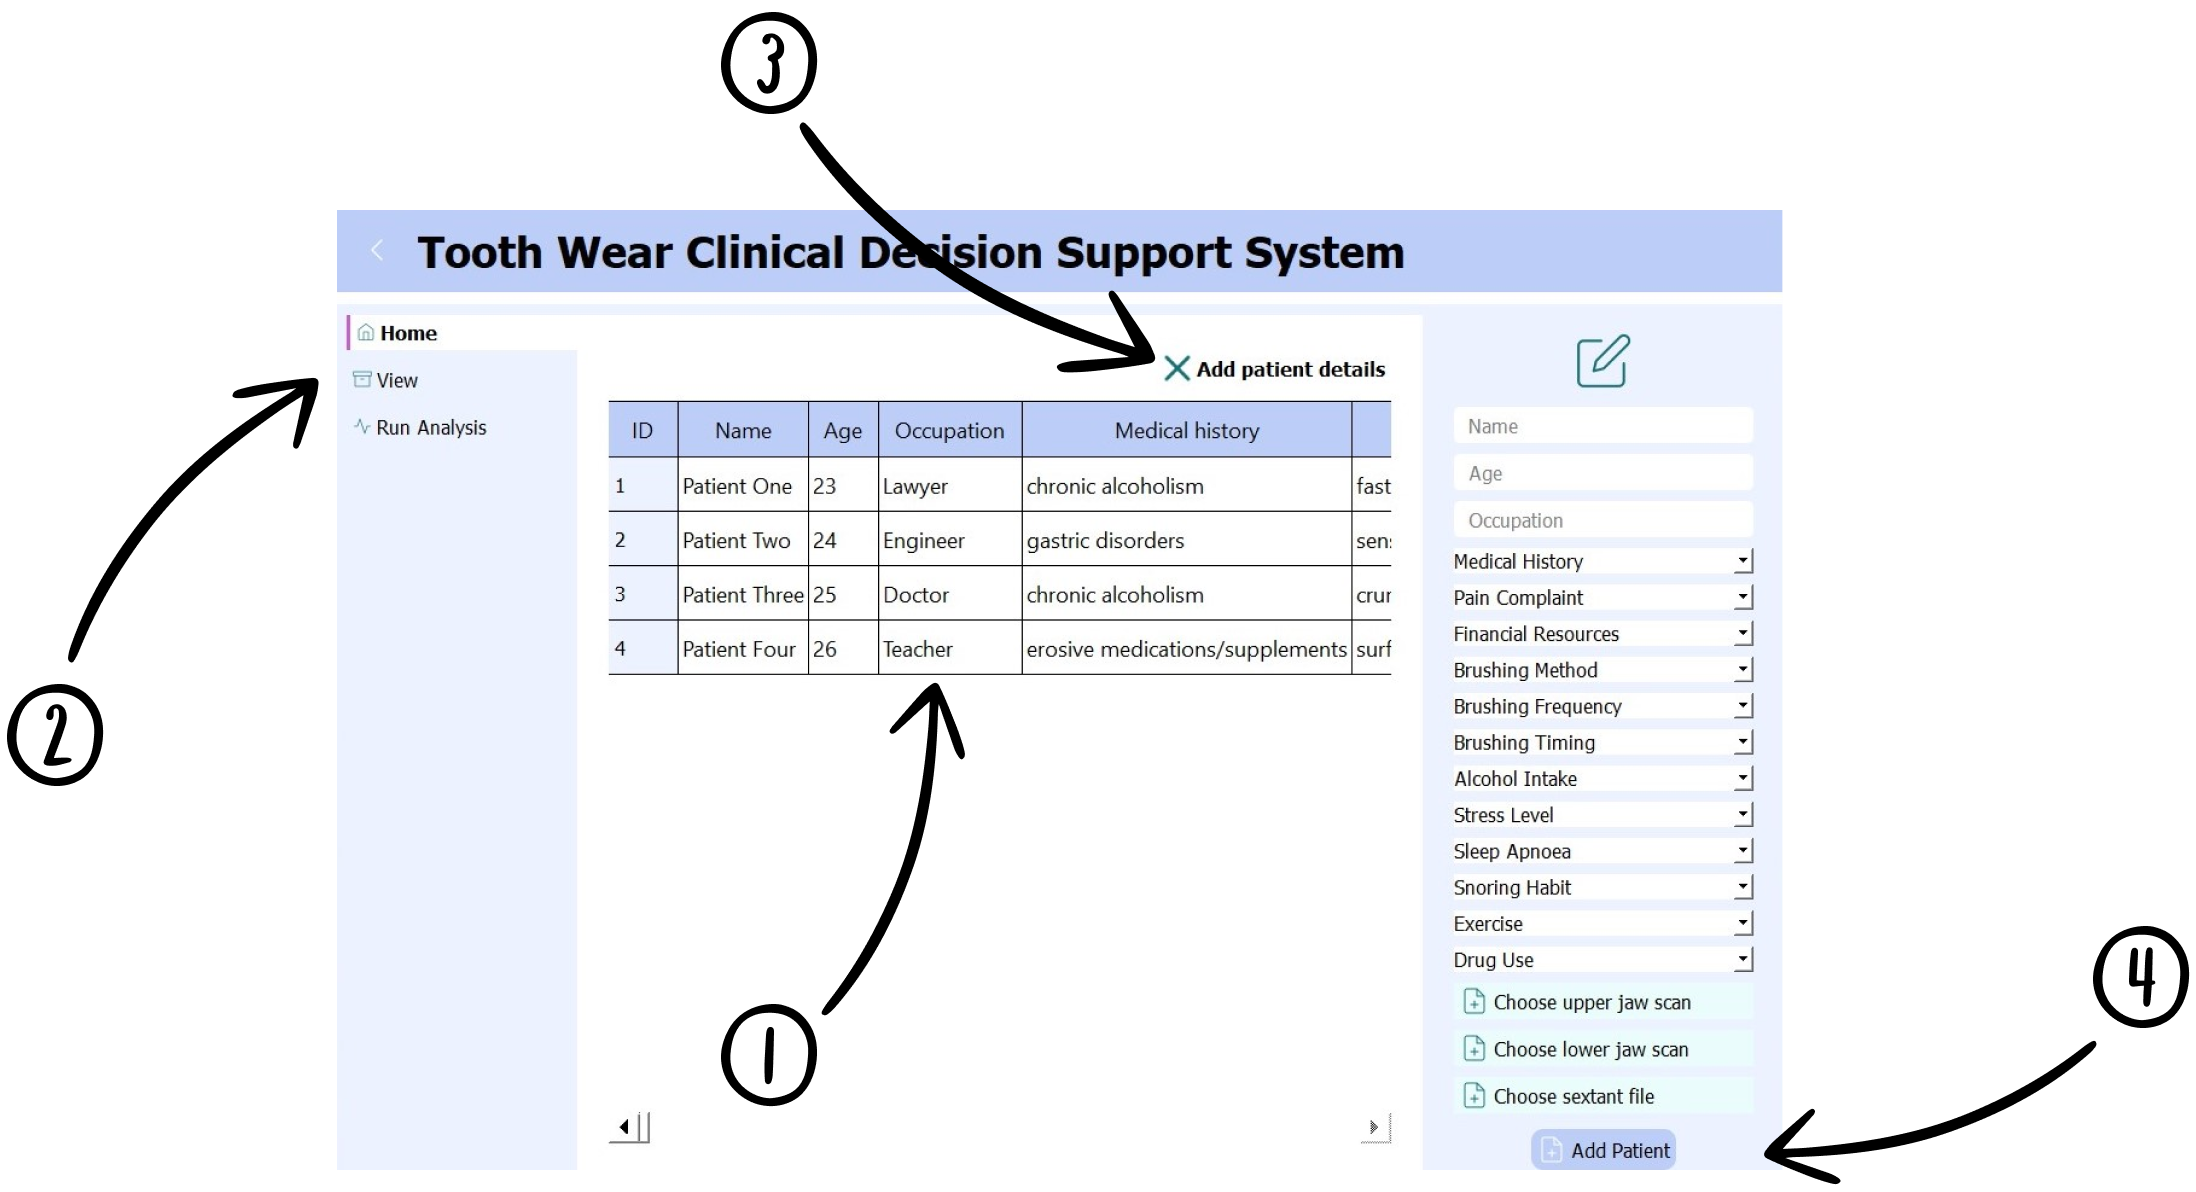 3
Tooth Wear Clinical Decision Support System
Home
View
Run Analysis
2
Add patient details
ID Name Age Occupation Medical history
1 Patient One 23 Lawyer chronic alcoholism fast
2 Patient Two 24 Engineer gastric disorders
3 Patient Three 25 Doctor chronic alcoholism
4 Patient Four 26 Teacher erosive medications/supplements surf
1
Name
Age
Occupation
Medical History
Pain Complaint
Financial Resources
Brushing Method
Brushing Frequency
Brushing Timing
Alcohol Intake
Stress Level
Sleep Apnoea
Snoring Habit
Exercise
Drug Use
Choose upper jaw scan
Choose lower jaw scan
Choose sextant file
Add Patient
4